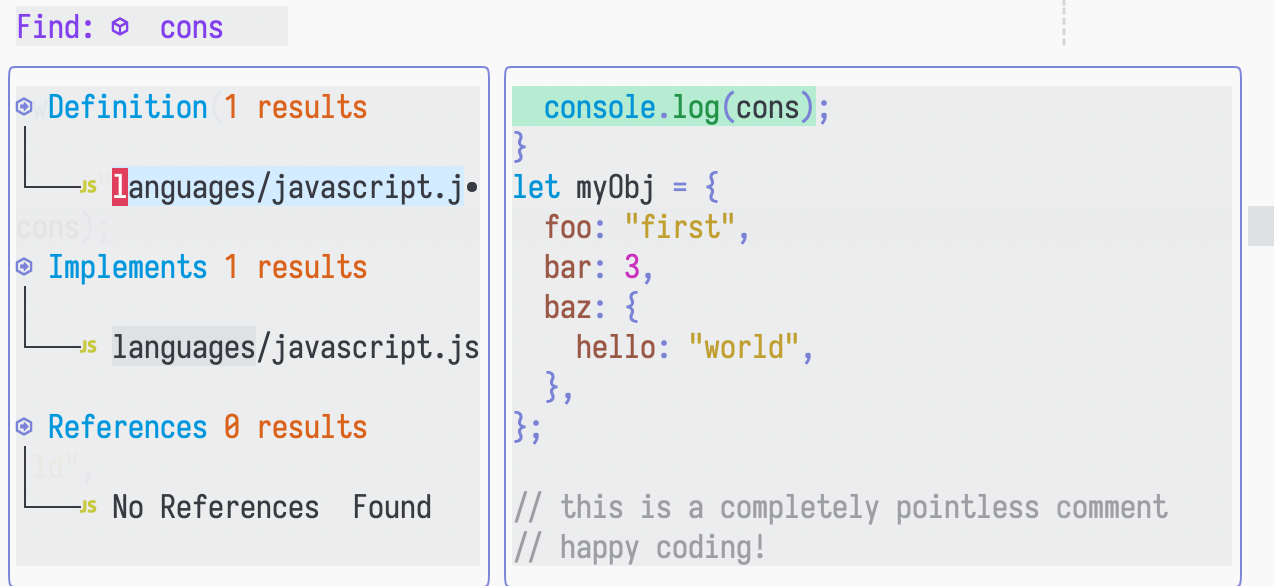 Find: cons
Definition 1 results
JS languages/javascript.j
Implements 1 results
JS languages/javascript.js
References 0 results
JS No References  Found
console.log(cons);
}
let myObj = {
foo: "first",
bar: 3,
baz: {
hello: "world",
},
};
// this is a completely pointless comment
// happy coding!
cons);
ld",